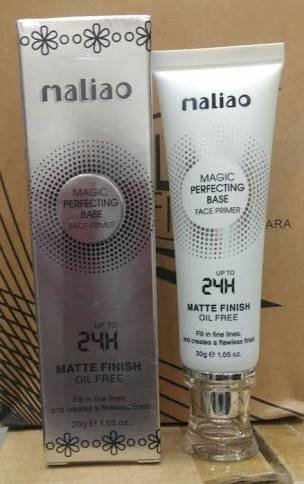 maliao
MAGIC
PERFECTING
BASE
FACE PRIMER
UP TO
24H
MATTE FINISH
OIL FREE
Fill in fine lines,
and creates a flawless finish
30g e 1.05 oz.
maliao
MAGIC
PERFECTING
BASE
FACE PRIMER
UP TO
24H
MATTE FINISH
OIL FREE
Fill in fine lines,
and creates a flawless finish
30g e 1.05 oz.
ARA